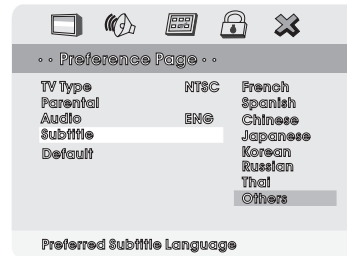 • • Preference Page • •
TV Type NTSC French
Parental Spanish
Audio ENG Chinese
Subtitle Japanese
Default Korean
Russian
Thai
Others
Preferred Subtitle Language